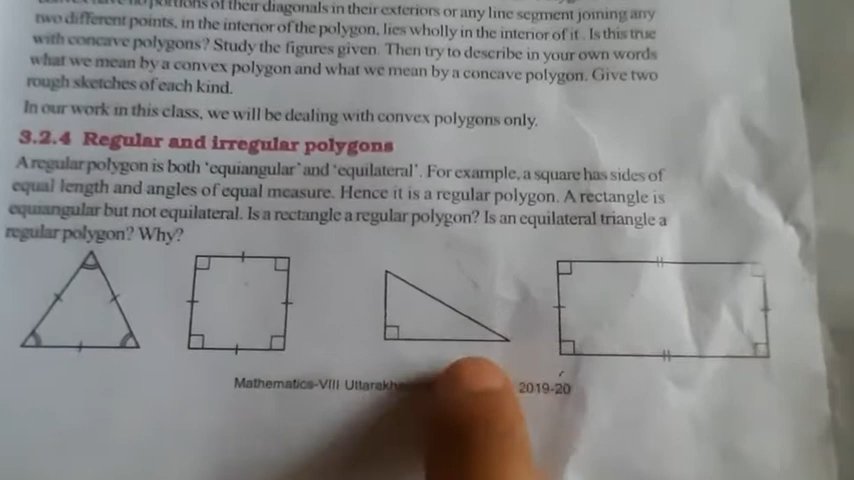 no portions of their diagonals in their exteriors or any line segment joining any
two different points, in the interior of the polygon, lies wholly in the interior of it . Is this true
with concave polygons? Study the figures given. Then try to describe in your own words
what we mean by a convex polygon and what we mean by a concave polygon. Give two
rough sketches of each kind.
In our work in this class, we will be dealing with convex polygons only.
3.2.4 Regular and irregular polygons
A regular polygon is both ‘equiangular’ and ‘equilateral’. For example, a square has sides of
equal length and angles of equal measure. Hence it is a regular polygon. A rectangle is
equiangular but not equilateral. Is a rectangle a regular polygon? Is an equilateral triangle a
regular polygon? Why?
Mathematics-VIII 2019-20